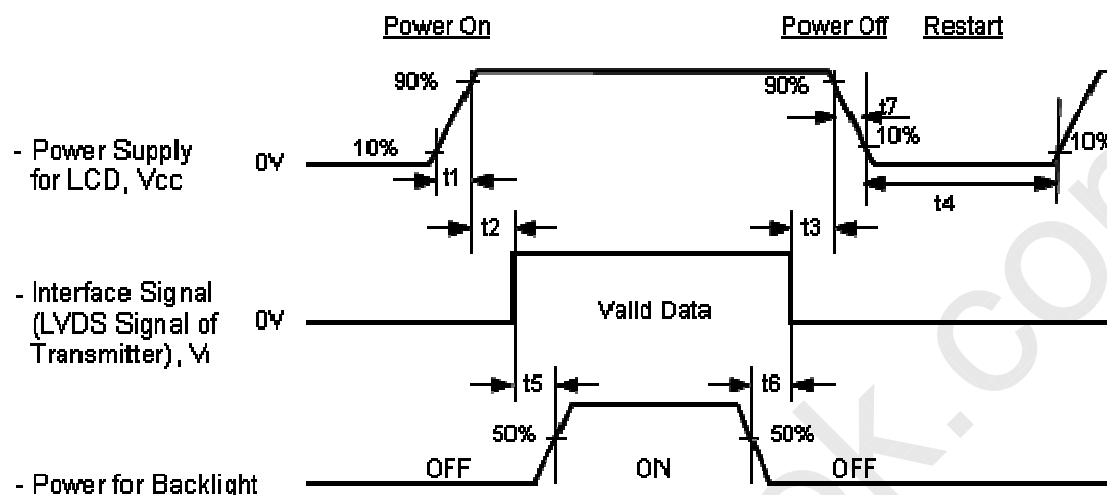 Power On
Power Off
Restart
90%
90%
t7
10%
10%
10%
- Power Supply
for LCD, Vcc
0V
t1
t4
t2
t3
- Interface Signal
(LVDS Signal of
Transmitter), Vi
0V
Valid Data
t5
t6
50%
50%
- Power for Backlight
OFF
ON
OFF